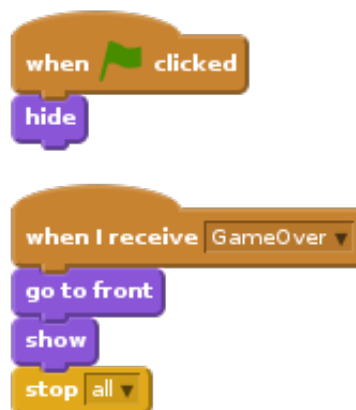 when clicked
hide
when I receive GameOver
go to front
show
stop all